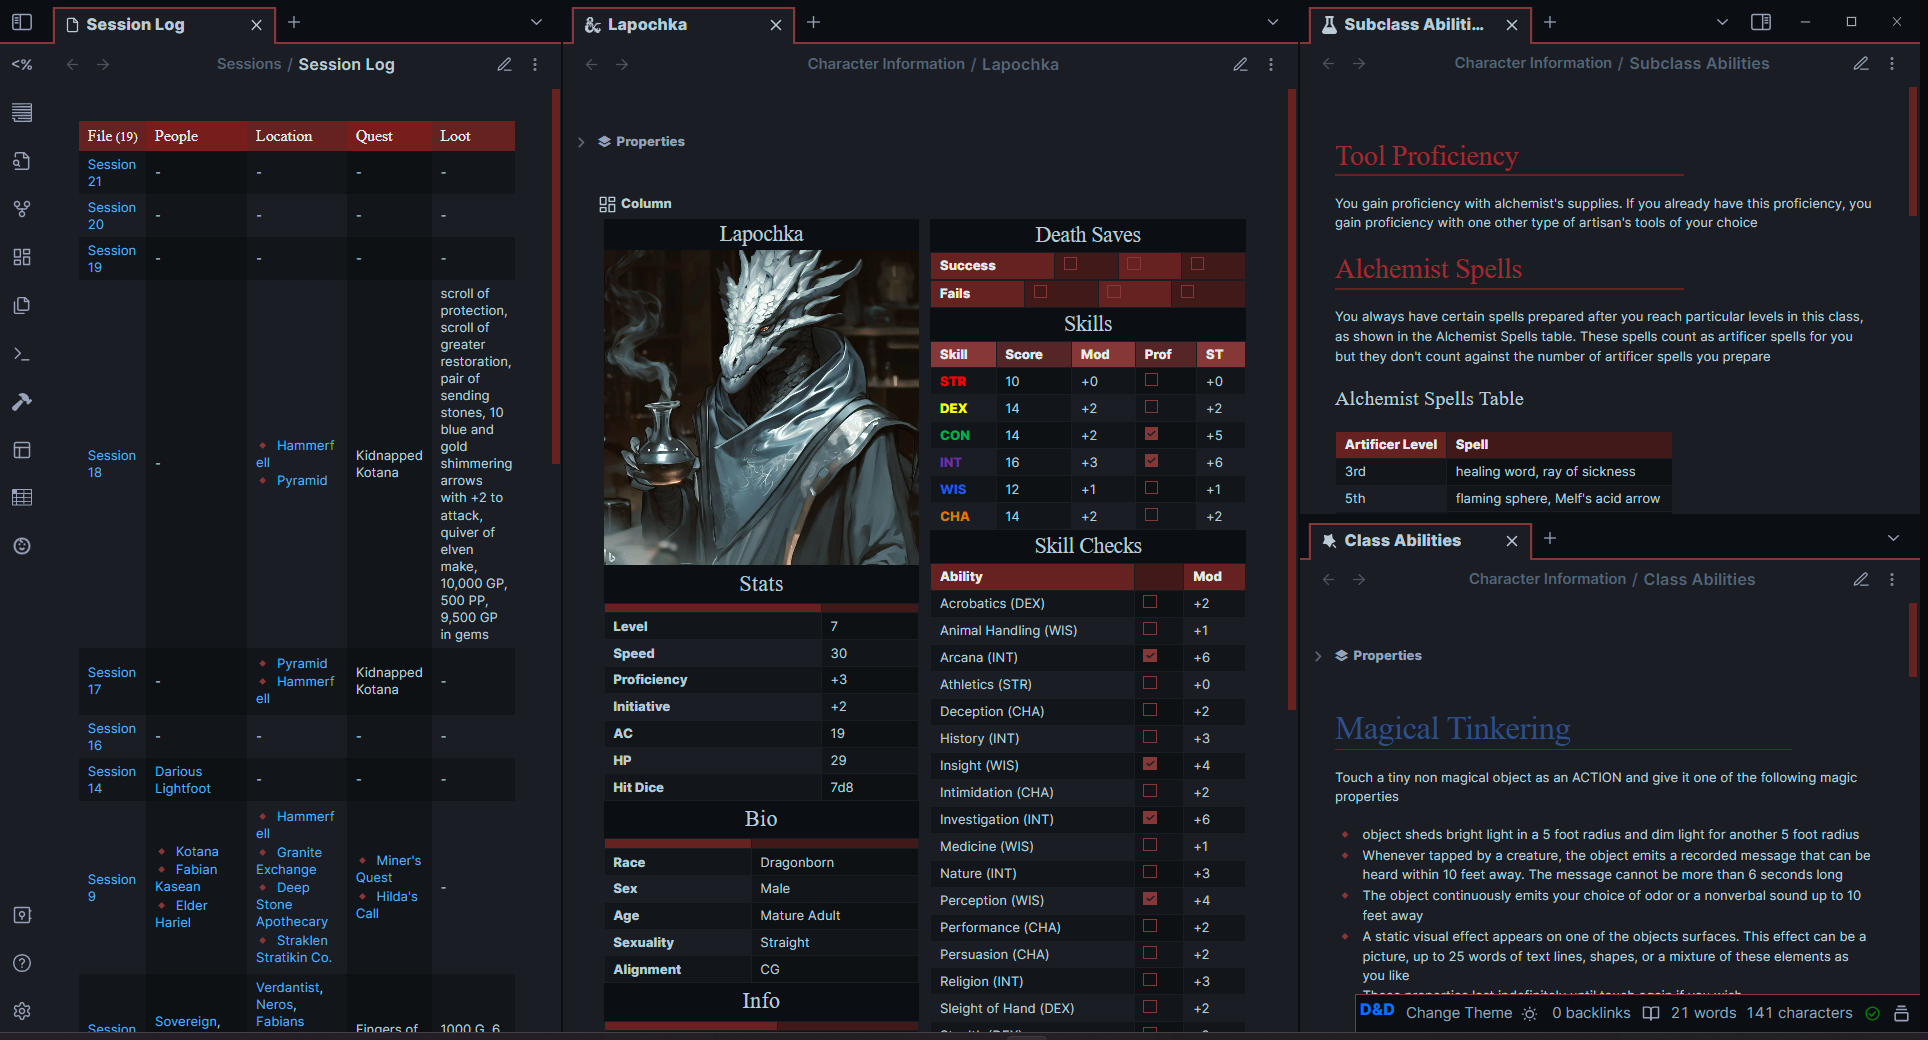 Session Log
Sessions / Session Log
File (19) People Location Quest Loot
Session 21 - - - -
Session 20 - - - -
Session 19 - - - -
Session 18 - Hammerfell Pyramid Kidnapped Kotana scroll of protection, scroll of greater restoration, pair of sending stones, 10 blue and gold shimmering arrows with +2 to attack, quiver of elven make, 10,000 GP, 500 PP, 9,500 GP in gems
Session 17 - Pyramid Hammerfell Kidnapped Kotana -
Session 16 - - - -
Session 14 Darious Lightfoot - - -
Session 9 Kotana Fabian Kasean Elder Hariel Hammerfell Granite Exchange Deep Stone Apothecary Straklen Stratikin Co. Miner's Quest Hilda's Call -
Session Sovereign, Verdantist, Neros, Fabians Fingers of 1000 G, 6
Lapochka
Character Information / Lapochka
Properties
Column
Lapochka
Stats
Level 7
Speed 30
Proficiency +3
Initiative +2
AC 19
HP 29
Hit Dice 7d8
Bio
Race Dragonborn
Sex Male
Age Mature Adult
Sexuality Straight
Alignment CG
Info
Death Saves
Success
Fails
Skills
Skill Score Mod Prof ST
STR 10 +0 +0
DEX 14 +2 +2
CON 14 +2 +5
INT 16 +3 +6
WIS 12 +1 +1
CHA 14 +2 +2
Skill Checks
Ability Mod
Acrobatics (DEX) +2
Animal Handling (WIS) +1
Arcana (INT) +6
Athletics (STR) +0
Deception (CHA) +2
History (INT) +3
Insight (WIS) +4
Intimidation (CHA) +2
Investigation (INT) +6
Medicine (WIS) +1
Nature (INT) +3
Perception (WIS) +4
Performance (CHA) +2
Persuasion (CHA) +2
Religion (INT) +3
Sleight of Hand (DEX) +2
Subclass Abiliti...
Character Information / Subclass Abilities
Tool Proficiency
You gain proficiency with alchemist's supplies. If you already have this proficiency, you
gain proficiency with one other type of artisan's tools of your choice
Alchemist Spells
You always have certain spells prepared after you reach particular levels in this class,
as shown in the Alchemist Spells table. These spells count as artificer spells for you
but they don't count against the number of artificer spells you prepare
Alchemist Spells Table
Artificer Level Spell
3rd healing word, ray of sickness
5th flaming sphere, Melf's acid arrow
Class Abilities
Character Information / Class Abilities
Properties
Magical Tinkering
Touch a tiny non magical object as an ACTION and give it one of the following magic
properties
object sheds bright light in a 5 foot radius and dim light for another 5 foot radius
Whenever tapped by a creature, the object emits a recorded message that can be
heard within 10 feet away. The message cannot be more than 6 seconds long
The object continuously emits your choice of odor or a nonverbal sound up to 10
feet away
A static visual effect appears on one of the objects surfaces. This effect can be a
picture, up to 25 words of text lines, shapes, or a mixture of these elements as
you like
D&D Change Theme 0 backlinks 21 words 141 characters